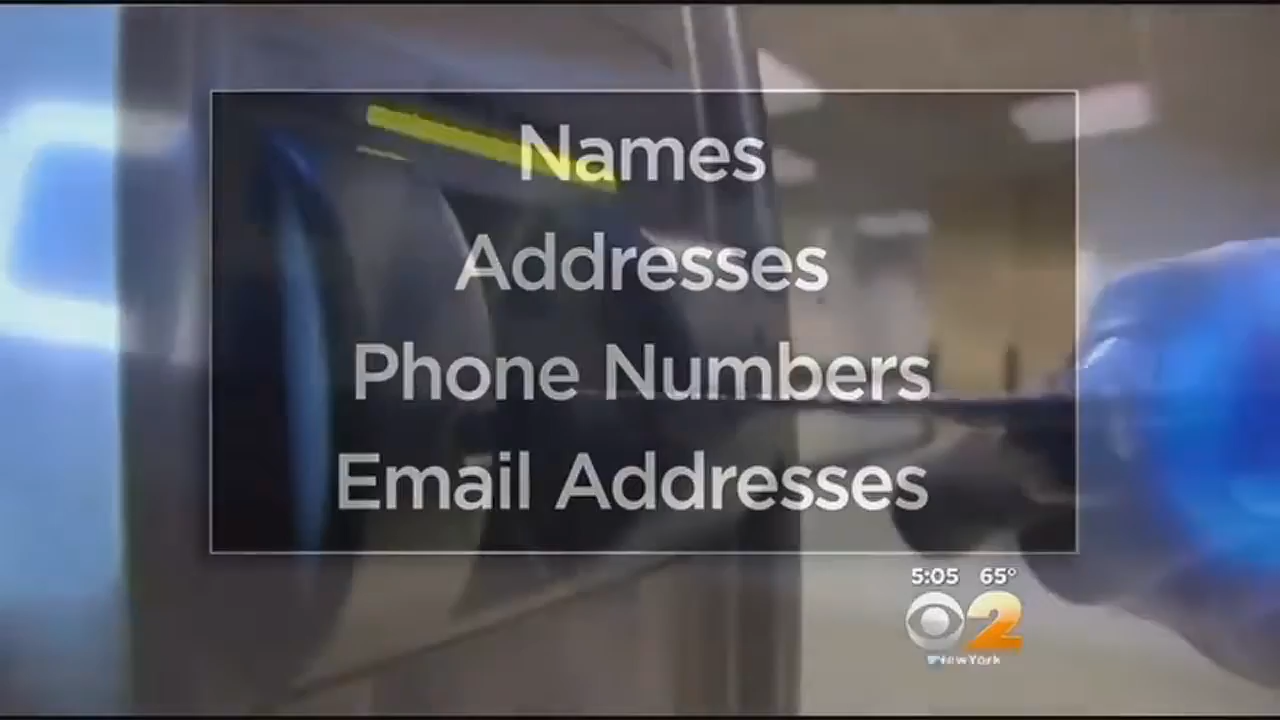 Names
Addresses
Phone Numbers
Email Addresses
5:05 65°
2
New York